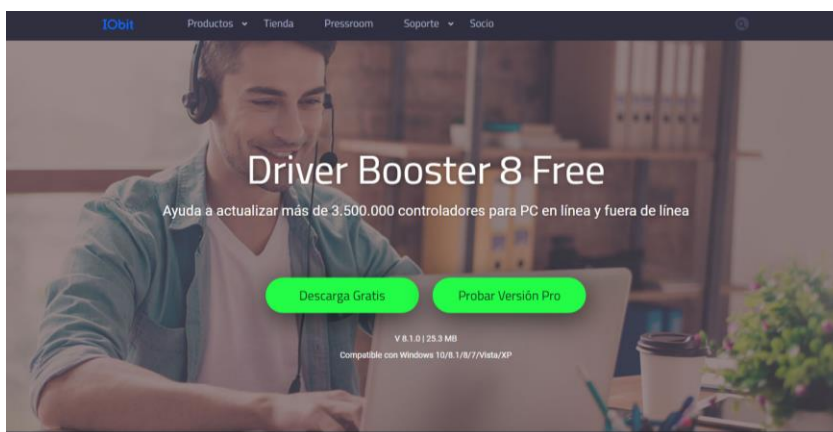 IObit Productos Tienda Pressroom Soporte Socio
Driver Booster 8 Free
Ayuda a actualizar más de 3.500.000 controladores para PC en línea y fuera de línea
Descarga Gratis Probar Versión Pro
V 8.1.0 | 25.3 MB
Compatible con Windows 10/8.1/8/7/Vista/XP